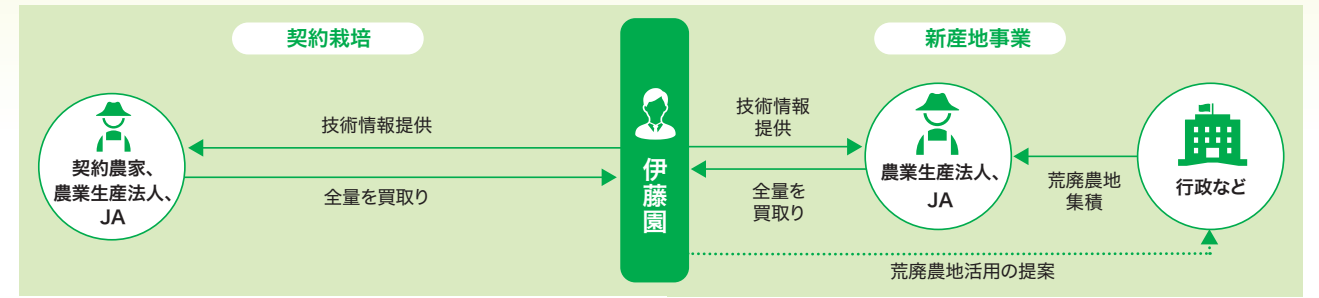 契約栽培
新産地事業
技術情報提供
全量を買取り
契約農家、
農業生産法人、
JA
伊藤園
技術情報
提供
全量を
買取り
農業生産法人、
JA
荒廃農地
集積
行政など
荒廃農地活用の提案